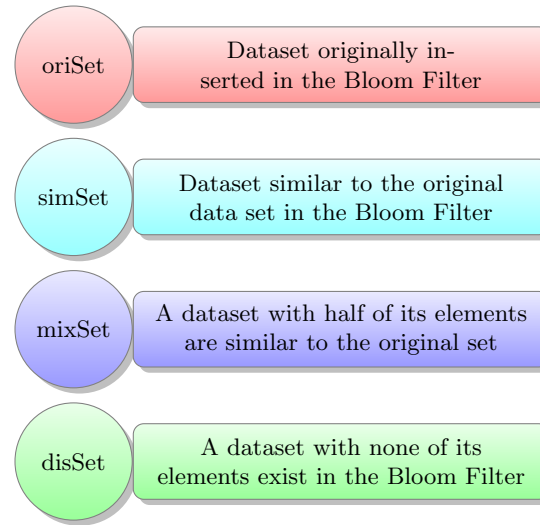 oriSet
Dataset originally in-
serted in the Bloom Filter
simSet
Dataset similar to the original
data set in the Bloom Filter
mixSet
A dataset with half of its elements
are similar to the original set
disSet
A dataset with none of its
elements exist in the Bloom Filter